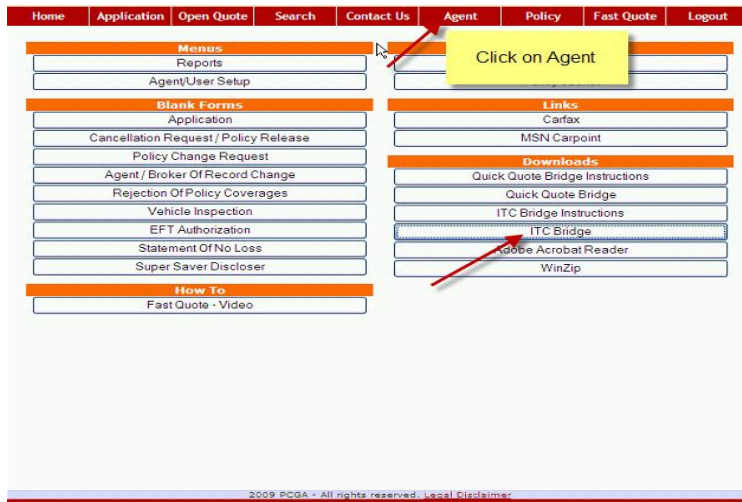 Home Application Open Quote Search Contact Us Agent Policy Fast Quote Logout
Click on Agent
Menus
Reports
Agent/User Setup
Blank Forms
Application
Cancellation Request / Policy Release
Policy Change Request
Agent / Broker Of Record Change
Rejection Of Policy Coverages
Vehicle Inspection
EFT Authorization
Statement Of No Loss
Super Saver Discloser
How To
Fast Quote - Video
Links
Carfax
MSN Carpoint
Downloads
Quick Quote Bridge Instructions
Quick Quote Bridge
ITC Bridge Instructions
ITC Bridge
Adobe Acrobat Reader
WinZip
2009 PCGA - All rights reserved. Legal Disclaimer